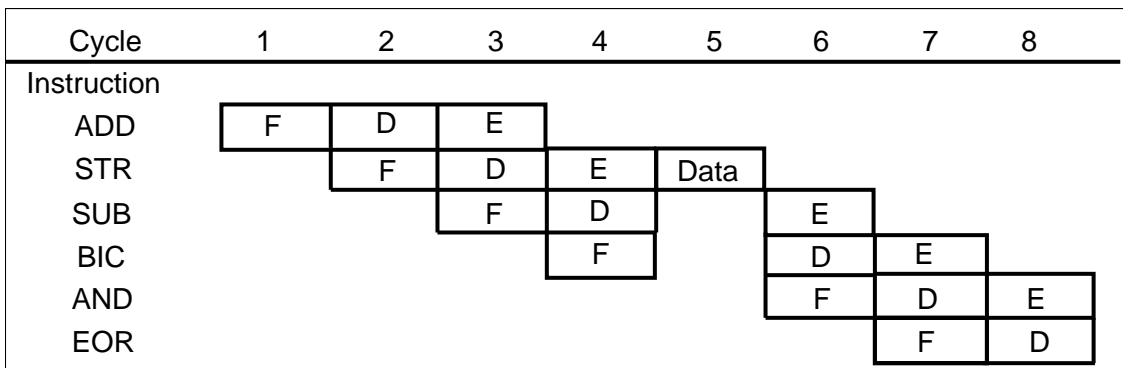 Cycle 1 2 3 4 5 6 7 8
Instruction
ADD F D E
STR F D E Data
SUB F D E
BIC F D E
AND F D E
EOR F D